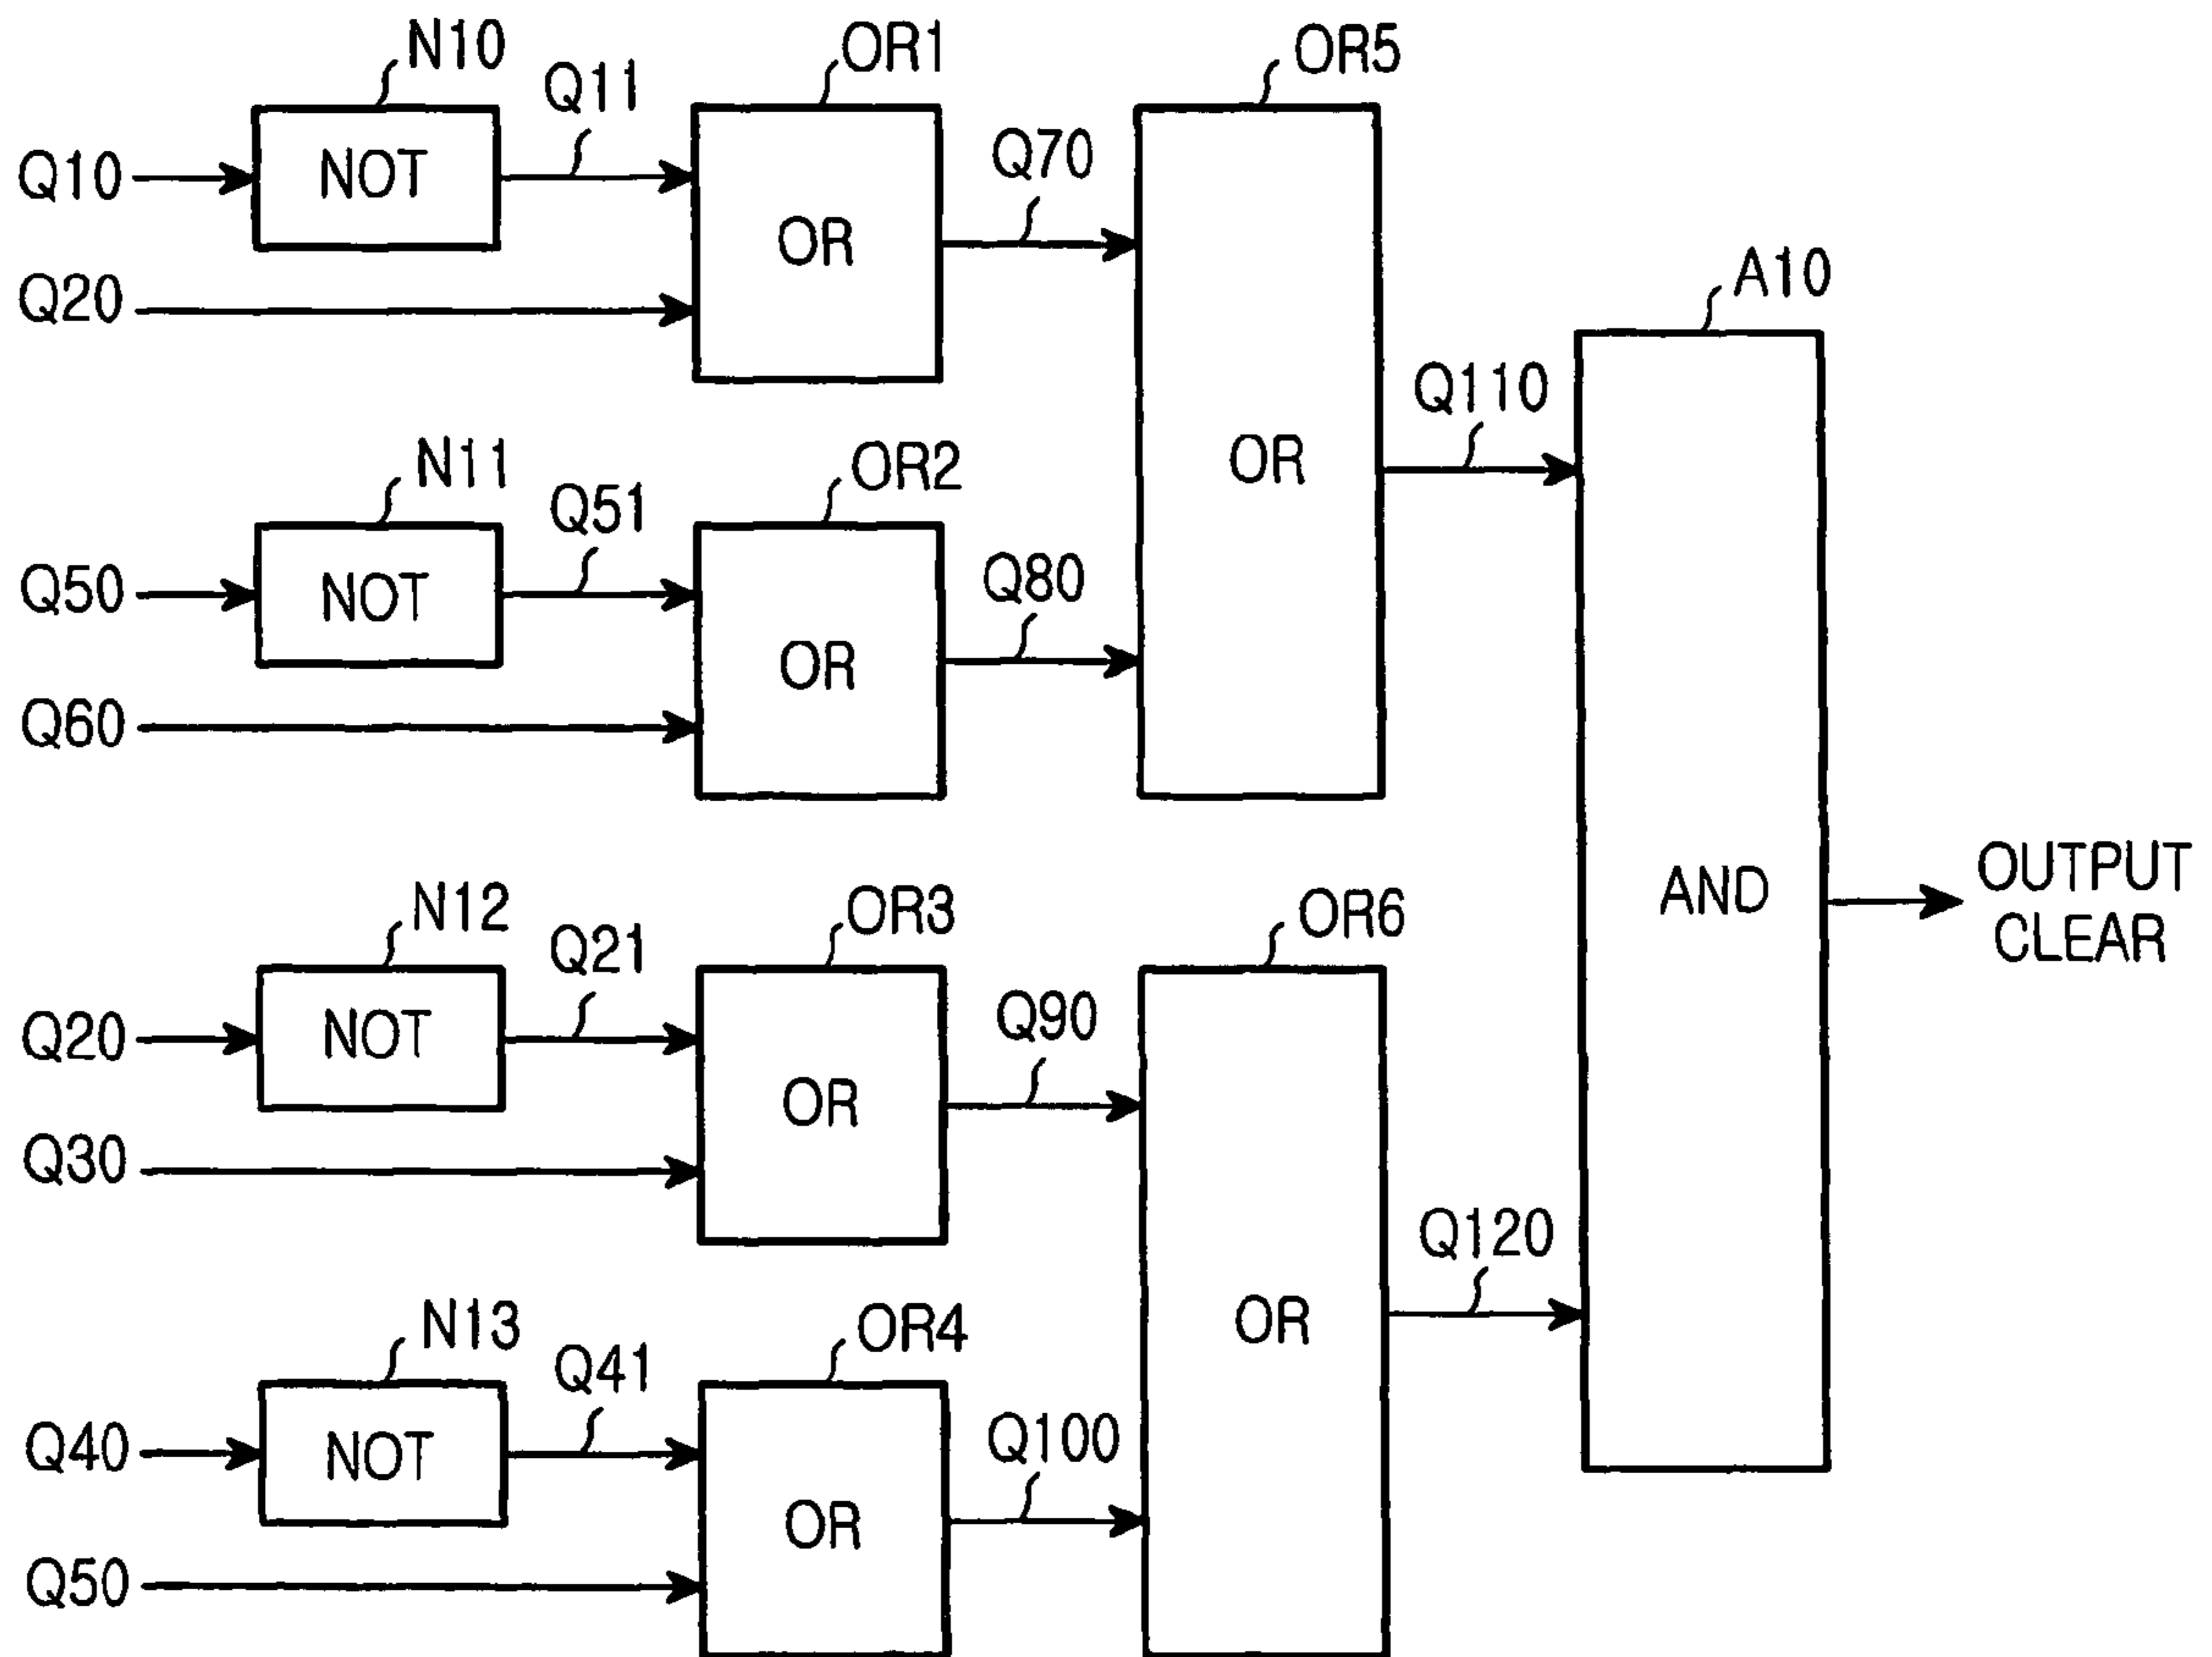 N10
Q11
OR1
OR5
Q10
NOT
Q70
OR
Q20
A10
Q110
N11
Q51
OR2
OR
Q50
NOT
Q80
OR
Q60
AND
OUTPUT
CLEAR
N12
Q21
OR3
OR6
Q20
NOT
Q90
OR
Q30
Q120
N13
Q41
OR4
OR
Q40
NOT
Q100
OR
Q50